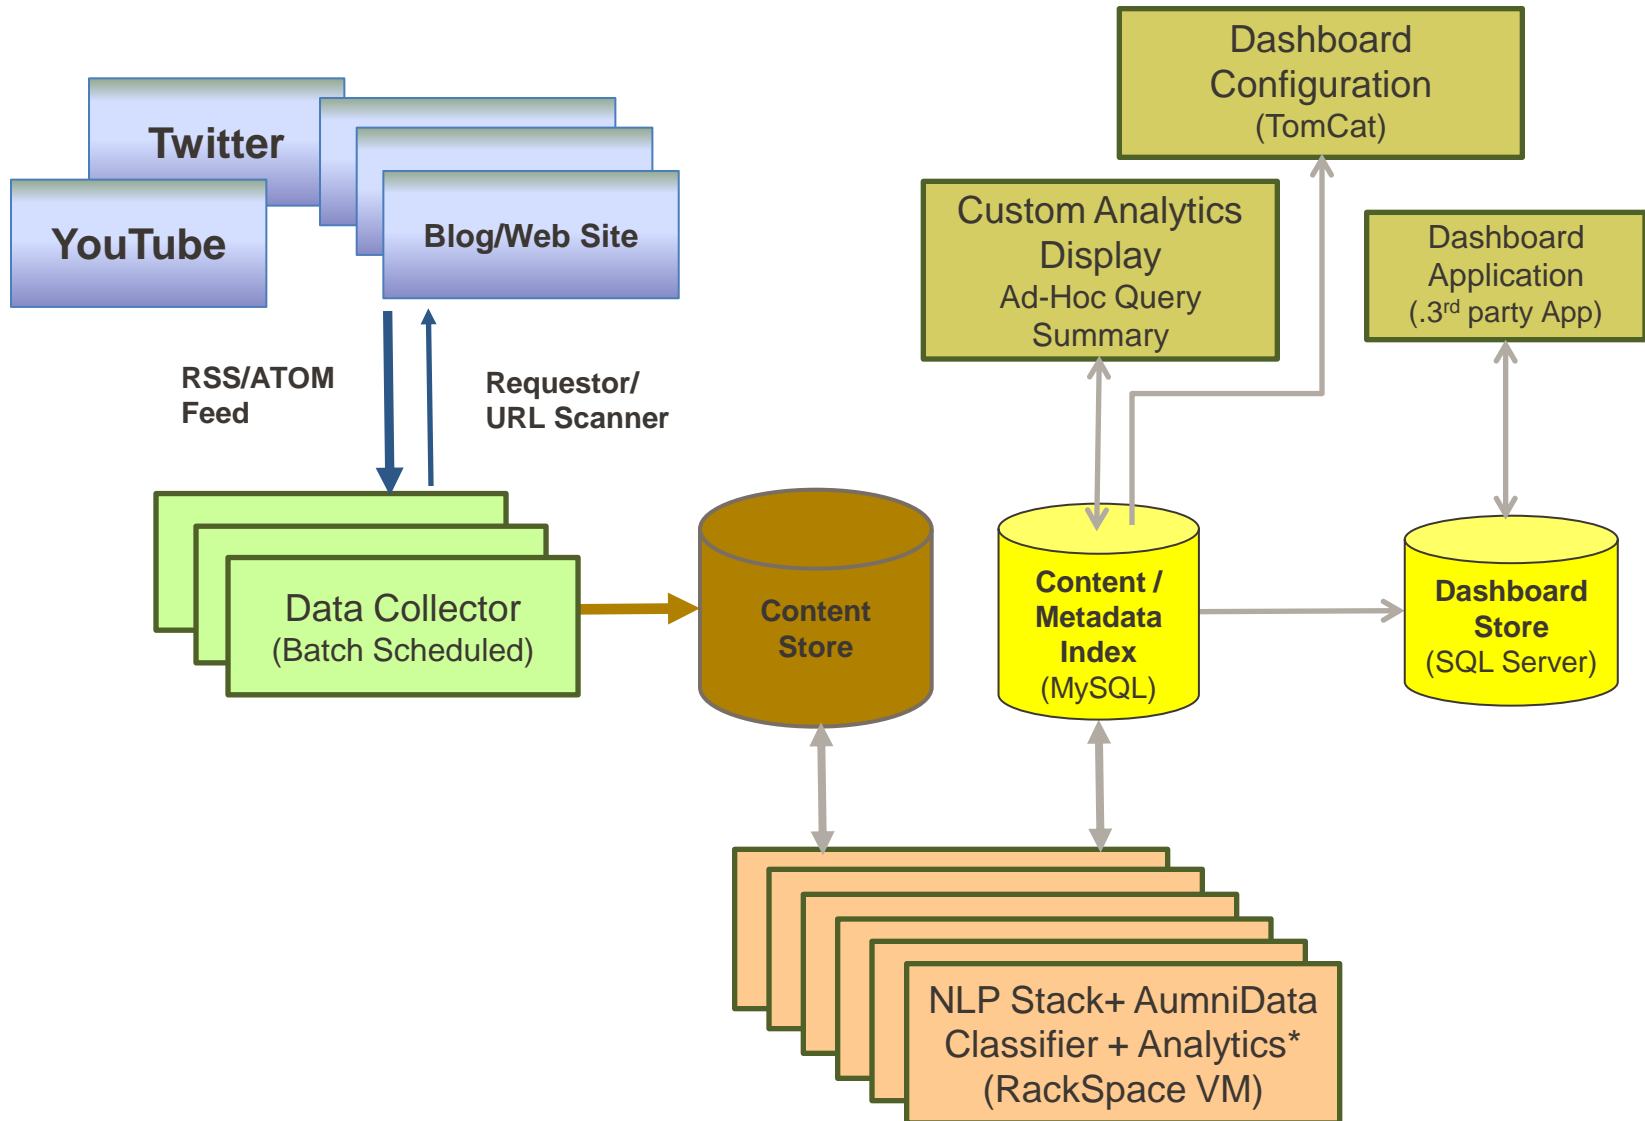 Twitter
YouTube
Blog/Web Site
RSS/ATOM
Feed
Requestor/
URL Scanner
Data Collector
(Batch Scheduled)
Content
Store
Dashboard
Configuration
(TomCat)
Custom Analytics
Display
Ad-Hoc Query
Summary
Dashboard
Application
(.3rd party App)
Content /
Metadata
Index
(MySQL)
Dashboard
Store
(SQL Server)
NLP Stack+ AumniData
Classifier + Analytics*
(RackSpace VM)